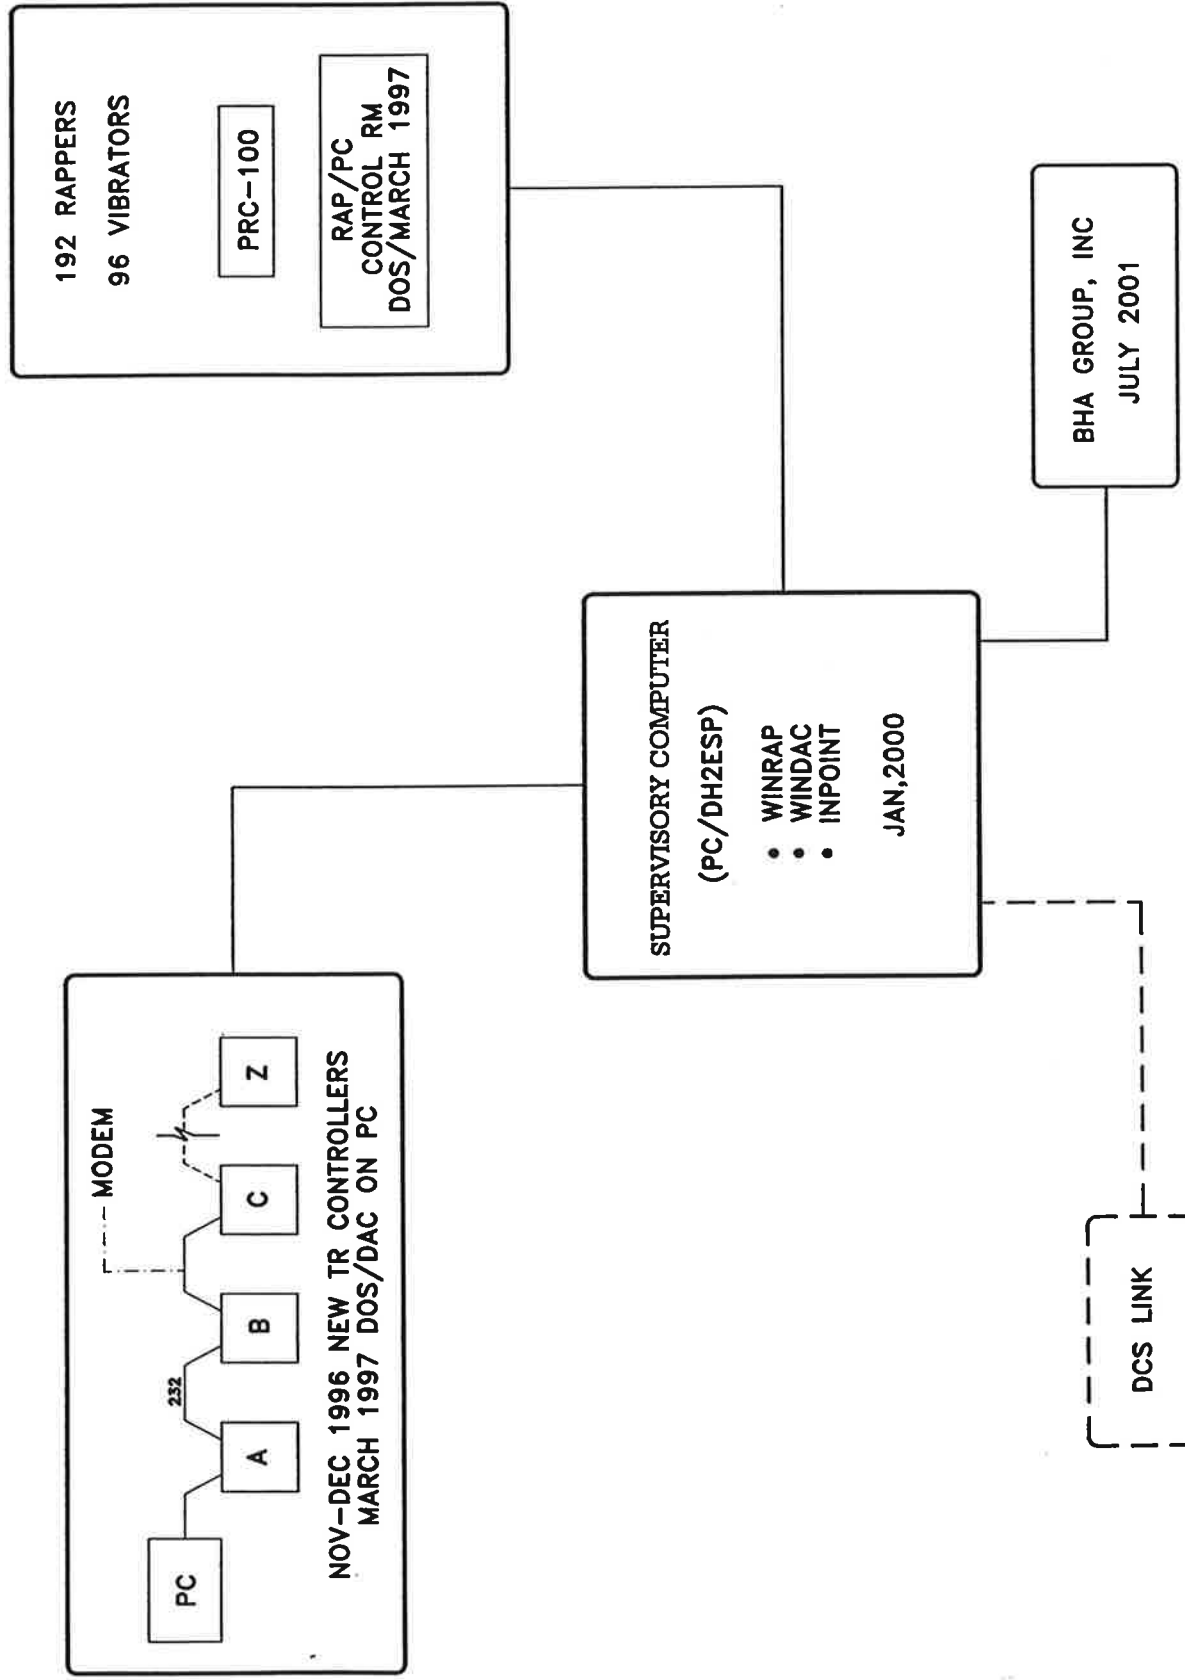 MODEM
232
PC
A
B
C
Z
NOV-DEC 1996 NEW TR CONTROLLERS
MARCH 1997 DOS/DAC ON PC
192 RAPPERS
96 VIBRATORS
PRC-100
RAP/PC
CONTROL RM
DOS/MARCH 1997
SUPERVISORY COMPUTER
(PC/DH2ESP)
• WINRAP
• WINDAC
• INPOINT
JAN,2000
DCS LINK
BHA GROUP, INC
JULY 2001